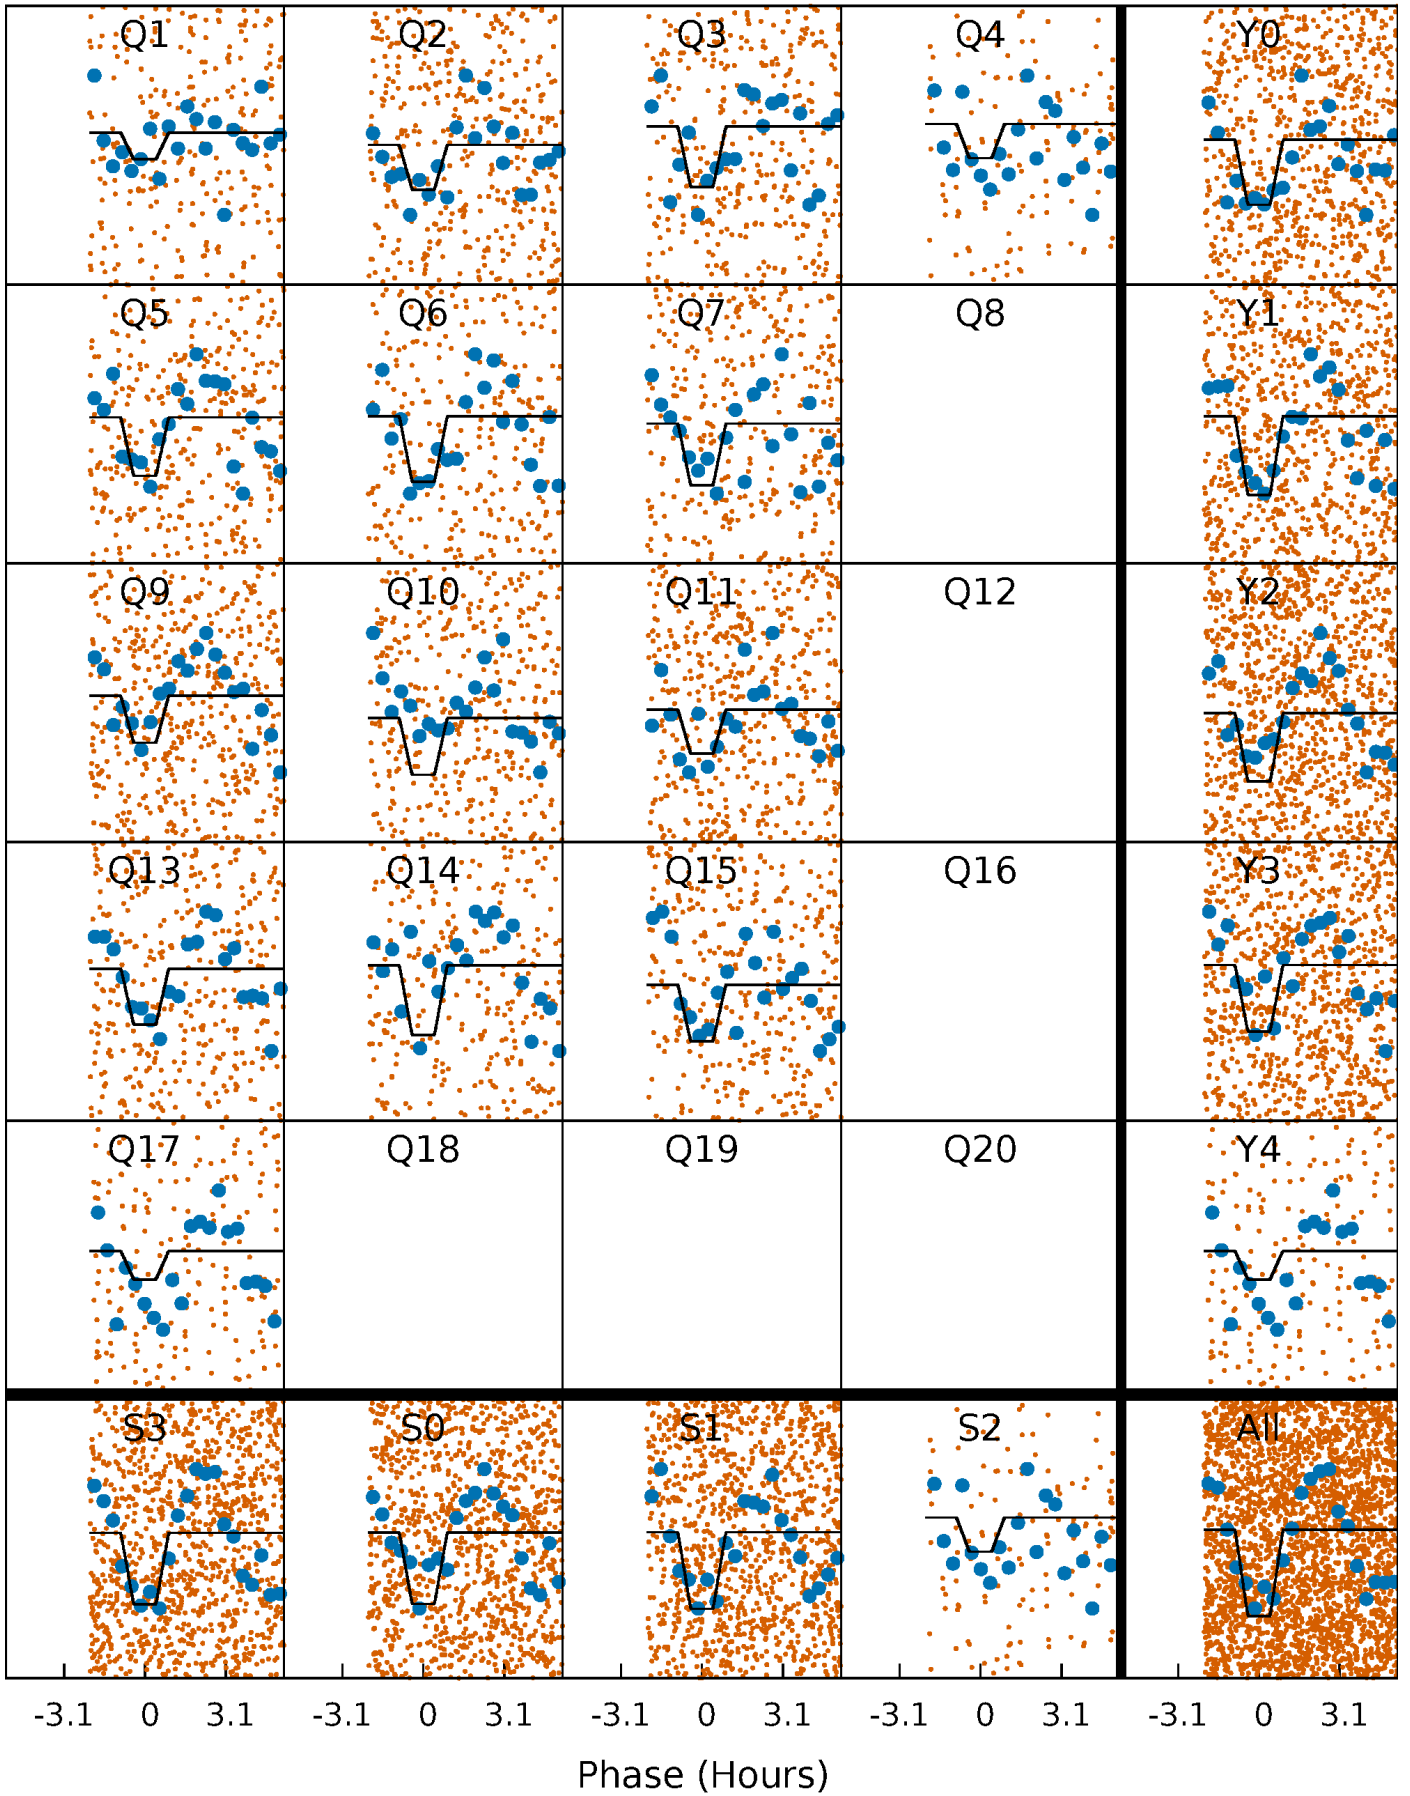 Q1 Q2 Q3 Q4 Y0
Q5 Q6 Q7 Q8 Y1
Q9 Q10 Q11 Q12 Y2
Q13 Q14 Q15 Q16 Y3
Q17 Q18 Q19 Q20 Y4
S3 S0 S1 S2 All
-3.1 0 3.1 -3.1 0 3.1 -3.1 0 3.1 -3.1 0 3.1 -3.1 0 3.1
Phase (Hours)